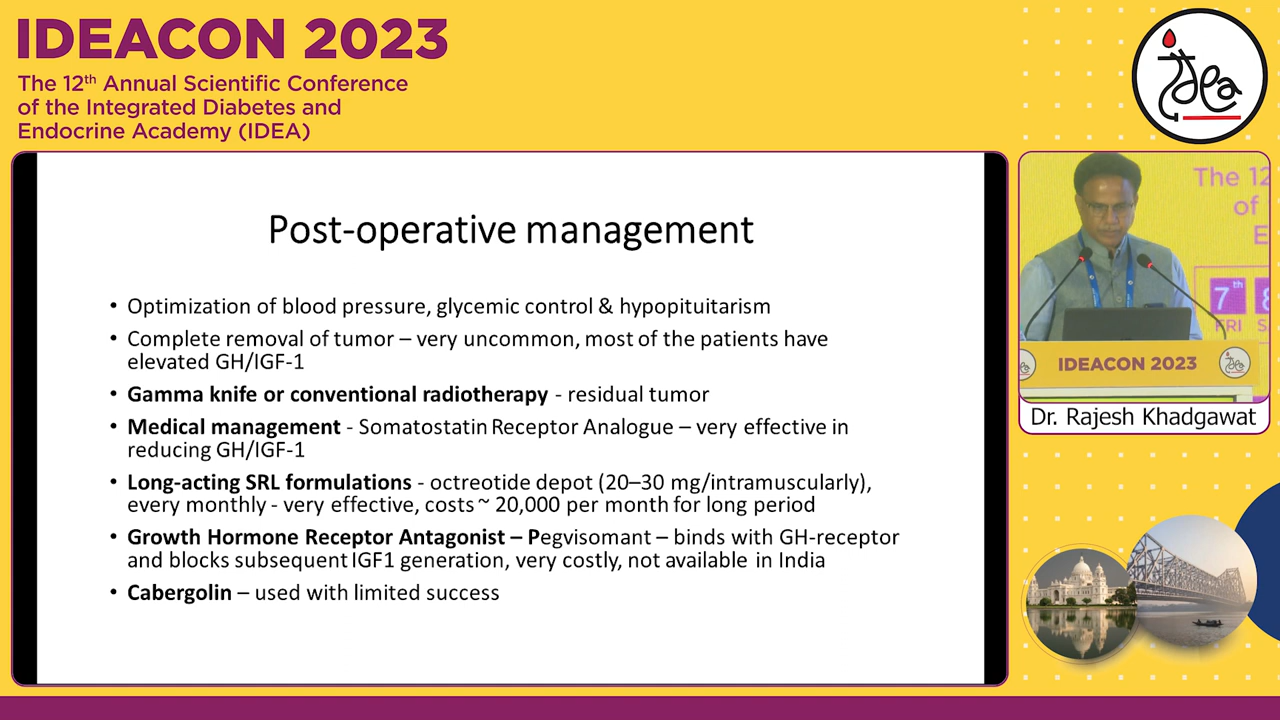 IDEACON 2023
The 12th Annual Scientific Conference
of the Integrated Diabetes and
Endocrine Academy (IDEA)
Idea
Post-operative management
• Optimization of blood pressure, glycemic control & hypopituitarism
• Complete removal of tumor – very uncommon, most of the patients have
elevated GH/IGF-1
• Gamma knife or conventional radiotherapy - residual tumor
• Medical management - Somatostatin Receptor Analogue – very effective in
reducing GH/IGF-1
• Long-acting SRL formulations - octreotide depot (20–30 mg/intramuscularly),
every monthly - very effective, costs ~ 20,000 per month for long period
• Growth Hormone Receptor Antagonist – Pegvisomant – binds with GH-receptor
and blocks subsequent IGF1 generation, very costly, not available in India
• Cabergolin – used with limited success
The 12
of
E
7th 8
FRI S
IDEACON 2023
Dr. Rajesh Khadgawat